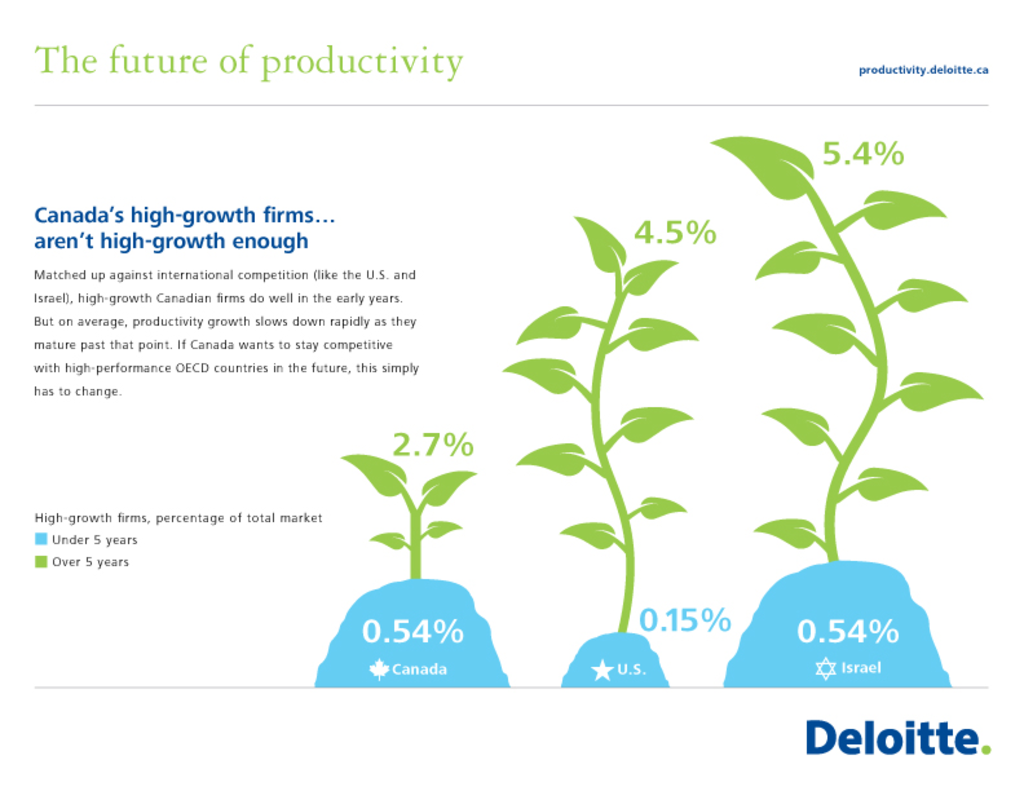 The future of productivity
productivity.deloitte.ca
Canada's high-growth firms…
aren't high-growth enough
Matched up against international competition (like the U.S. and
Israel), high-growth Canadian firms do well in the early years.
But on average, productivity growth slows down rapidly as they
mature past that point. If Canada wants to stay competitive
with high-performance OECD countries in the future, this simply
has to change.
High-growth firms, percentage of total market
Under 5 years
Over 5 years
2.7%
0.54%
Canada
4.5%
0.15%
U.S.
5.4%
0.54%
Israel
Deloitte.